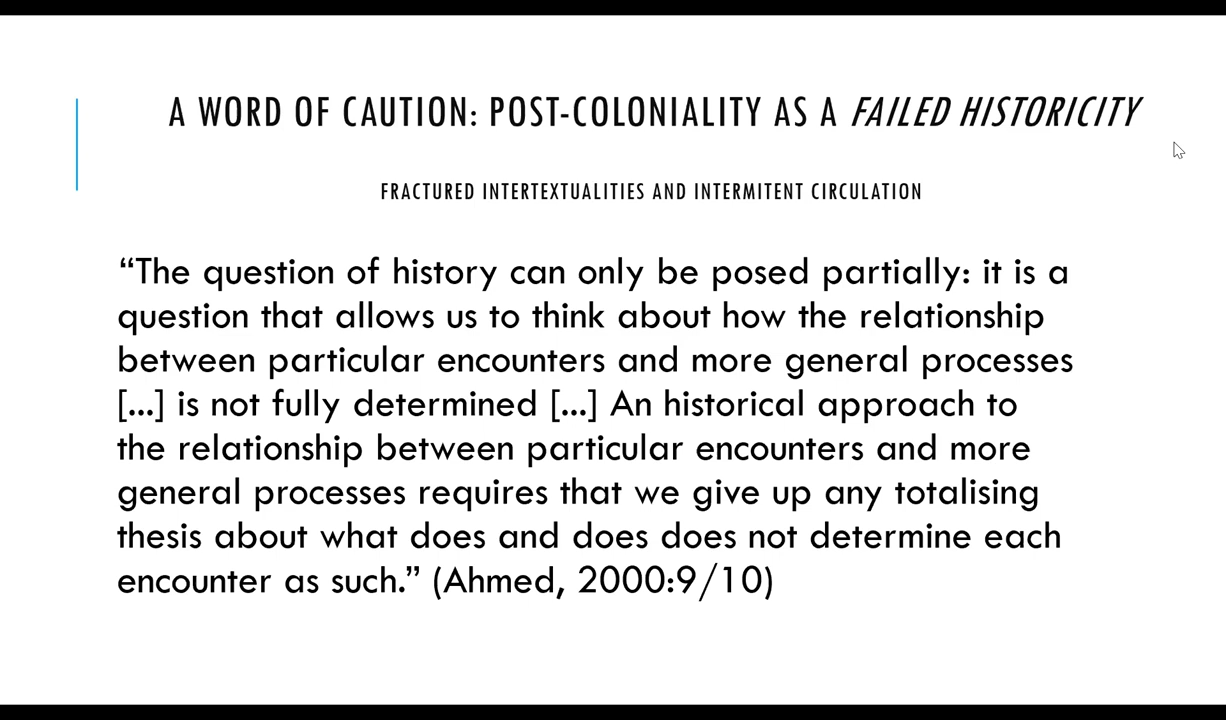 A WORD OF CAUTION: POST-COLONIALITY AS A FAILED HISTORICITY
FRACTURED INTERTEXTUALITIES AND INTERMITENT CIRCULATION
“The question of history can only be posed partially: it is a
question that allows us to think about how the relationship
between particular encounters and more general processes
[…] is not fully determined […] An historical approach to
the relationship between particular encounters and more
general processes requires that we give up any totalising
thesis about what does and does does not determine each
encounter as such.” (Ahmed, 2000:9/10)